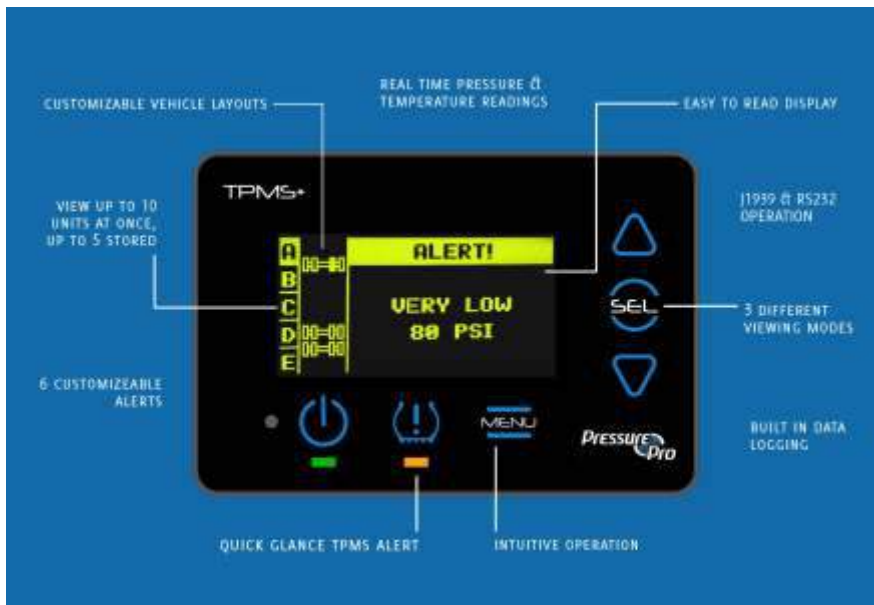 REAL TIME PRESSURE &
TEMPERATURE READINGS
CUSTOMIZABLE VEHICLE LAYOUTS
EASY TO READ DISPLAY
VIEW UP TO 10
UNITS AT ONCE,
UP TO 5 STORED
J1939 & RS232
OPERATION
TPMS+
A
B
C
D
E
ALERT!
VERY LOW
80 PSI
SEL
3 DIFFERENT
VIEWING MODES
6 CUSTOMIZEABLE
ALERTS
MENU
PressurePro
BUILT IN DATA
LOGGING
QUICK GLANCE TPMS ALERT
INTUITIVE OPERATION